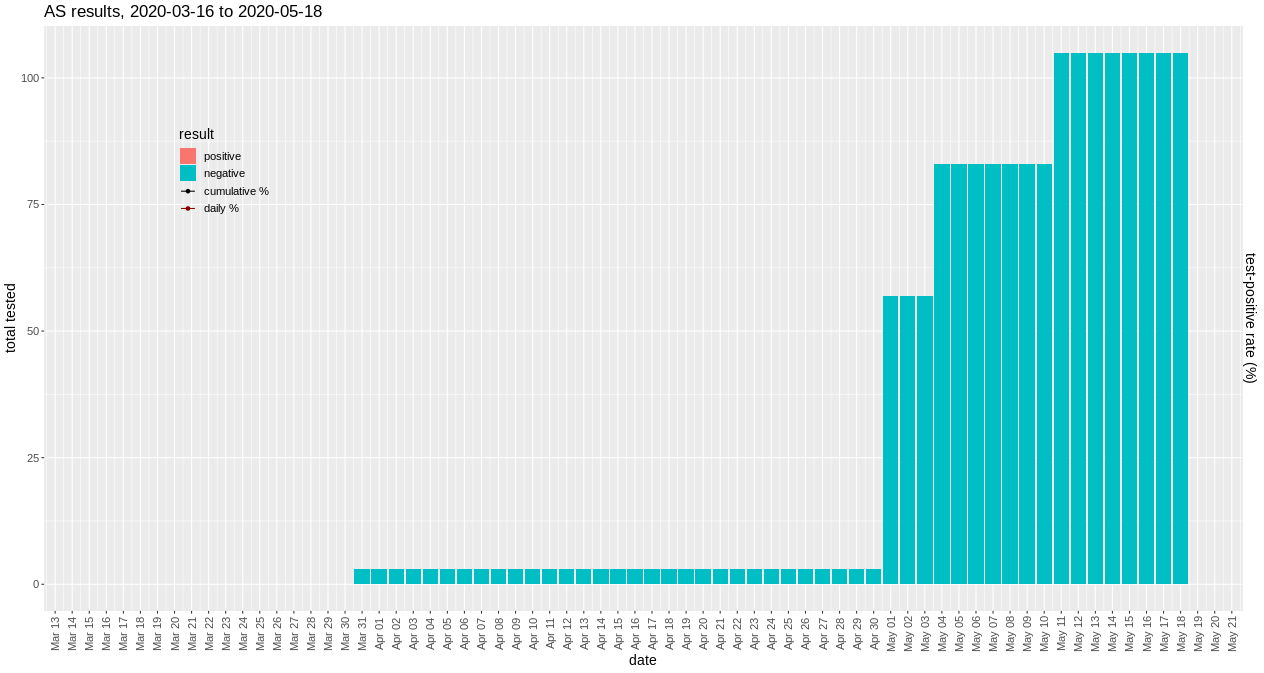 AS results, 2020-03-16 to 2020-05-18
total tested
100
75
50
25
0
result
positive
negative
cumulative %
daily %
test-positive rate (%)
Mar 13
Mar 14
Mar 15
Mar 16
Mar 17
Mar 18
Mar 19
Mar 20
Mar 21
Mar 22
Mar 23
Mar 24
Mar 25
Mar 26
Mar 27
Mar 28
Mar 29
Mar 30
Mar 31
Apr 01
Apr 02
Apr 03
Apr 04
Apr 05
Apr 06
Apr 07
Apr 08
Apr 09
Apr 10
Apr 11
Apr 12
Apr 13
Apr 14
Apr 15
Apr 16
Apr 17
Apr 18
Apr 19
Apr 20
Apr 21
Apr 22
Apr 23
Apr 24
Apr 25
Apr 26
Apr 27
Apr 28
Apr 29
Apr 30
May 01
May 02
May 03
May 04
May 05
May 06
May 07
May 08
May 09
May 10
May 11
May 12
May 13
May 14
May 15
May 16
May 17
May 18
May 19
May 20
May 21
date